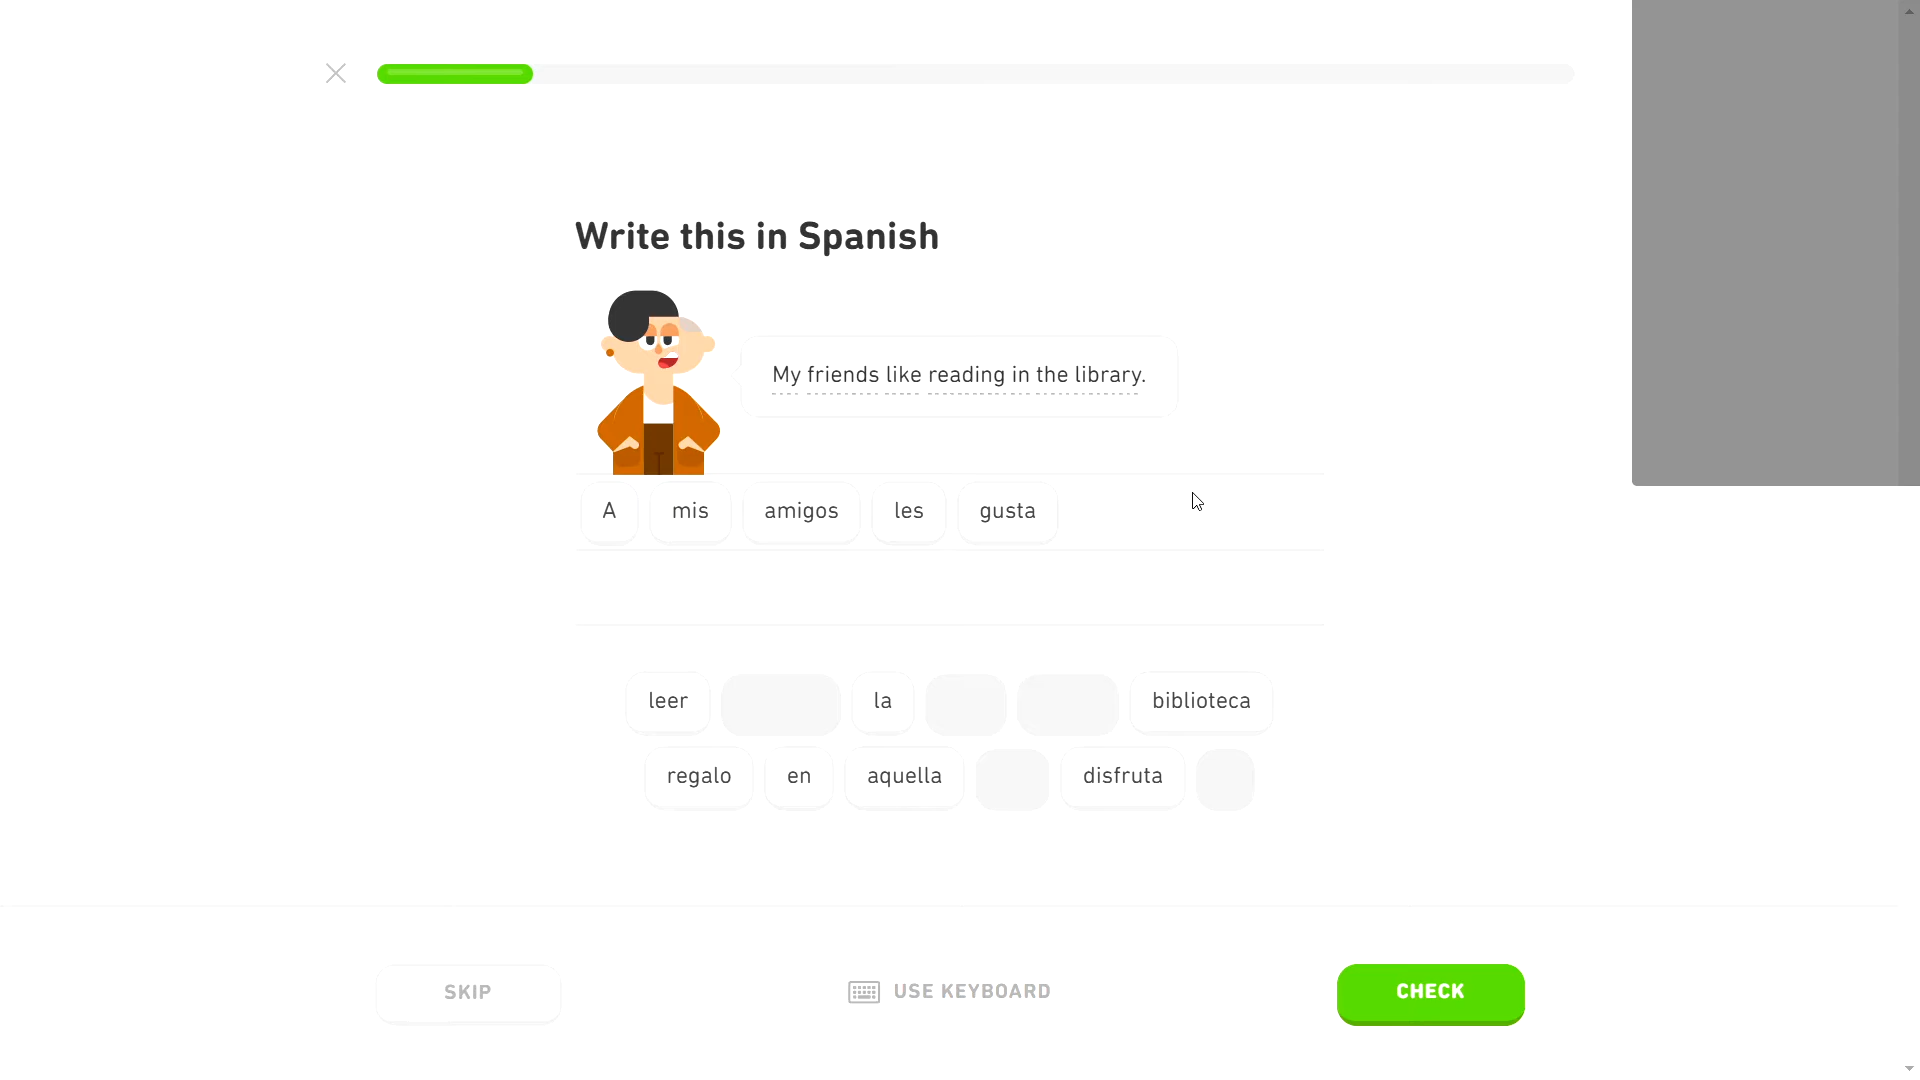 Write this in Spanish
My friends like reading in the library.
A mis amigos les gusta
leer la biblioteca
regalo en aquella disfruta
SKIP USE KEYBOARD CHECK